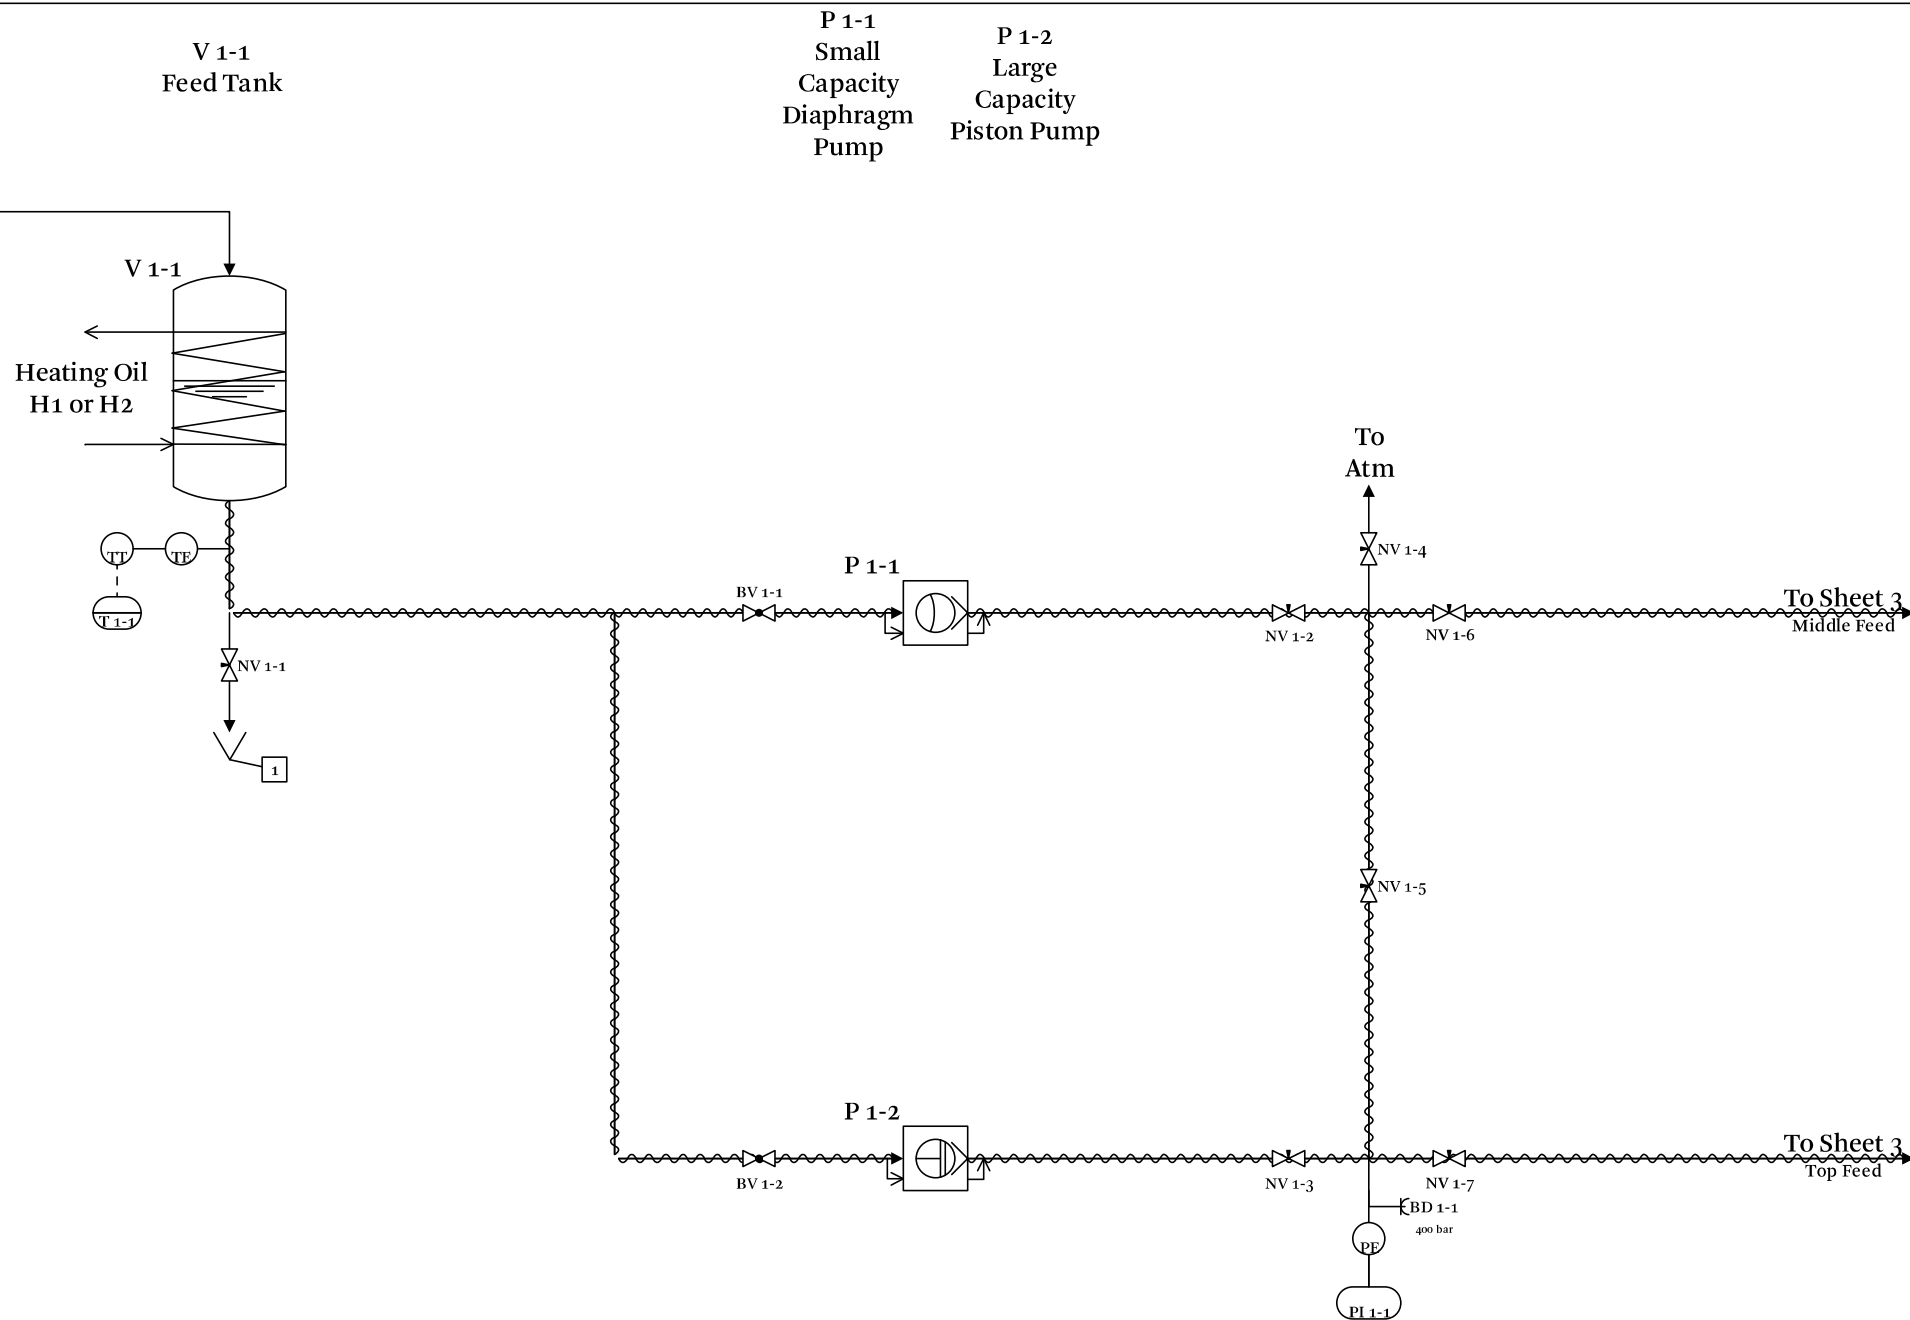 V 1-1
Feed Tank
P 1-1
Small
Capacity
Diaphragm
Pump
P 1-2
Large
Capacity
Piston Pump
V 1-1
Heating Oil
H1 or H2
To
Atm
TT
TE
T 1-1
NV 1-1
1
BV 1-1
P 1-1
NV 1-2
NV 1-4
NV 1-6
To Sheet 3
Middle Feed
NV 1-5
BV 1-2
P 1-2
NV 1-3
NV 1-7
To Sheet 3
Top Feed
BD 1-1
400 bar
PE
PI 1-1